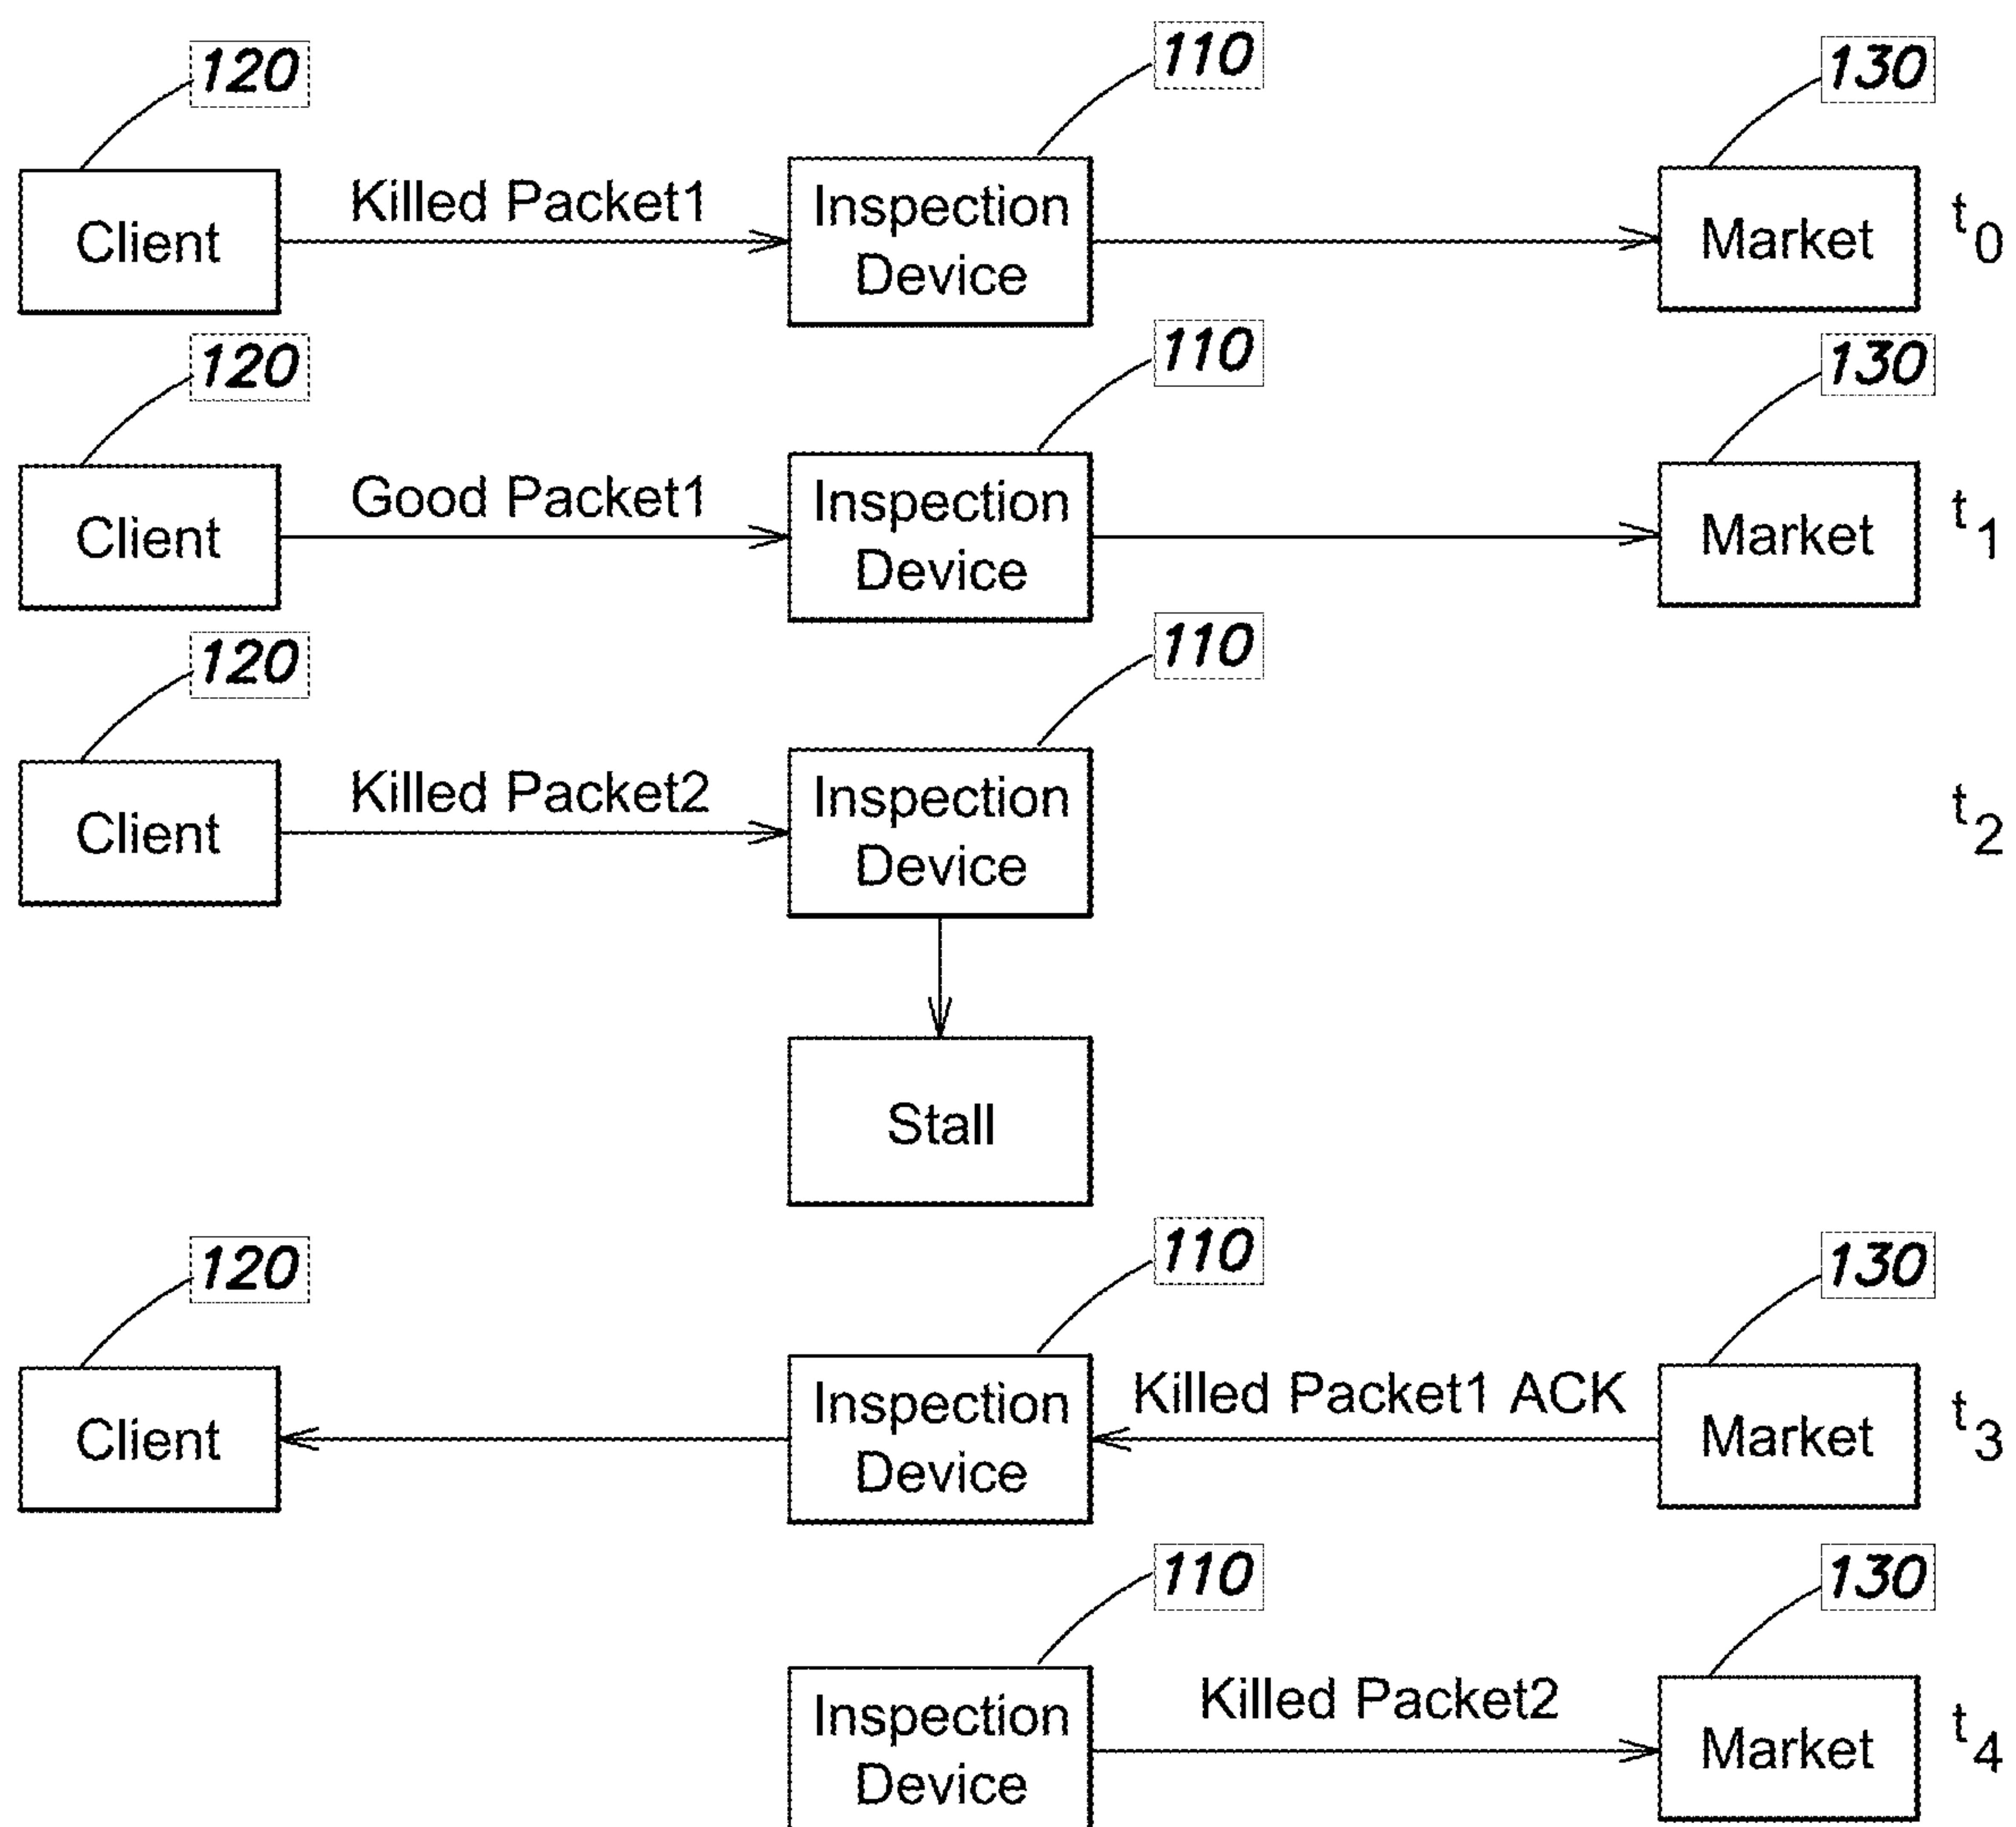 120
110
130
Client
Killed Packet1
Inspection
Device
Market
t0
120
110
130
Client
Good Packet1
Inspection
Device
Market
t1
120
110
Client
Killed Packet2
Inspection
Device
t2
Stall
120
110
130
Client
Inspection
Device
Killed Packet1 ACK
Market
t3
110
130
Inspection
Device
Killed Packet2
Market
t4